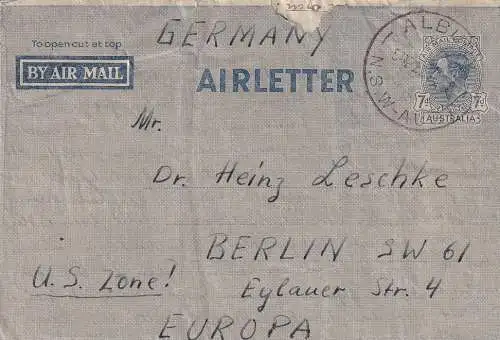 GERMANY
To open cut at top
BY AIR MAIL
AIRLETTER
ALBU
N.S.W-A
7d 7d
AUSTRALIA
Mr.
Dr. Heinz Leschke
BERLIN SW 61
U.S. Zone!
Eylauer Str. 4
EUROPA